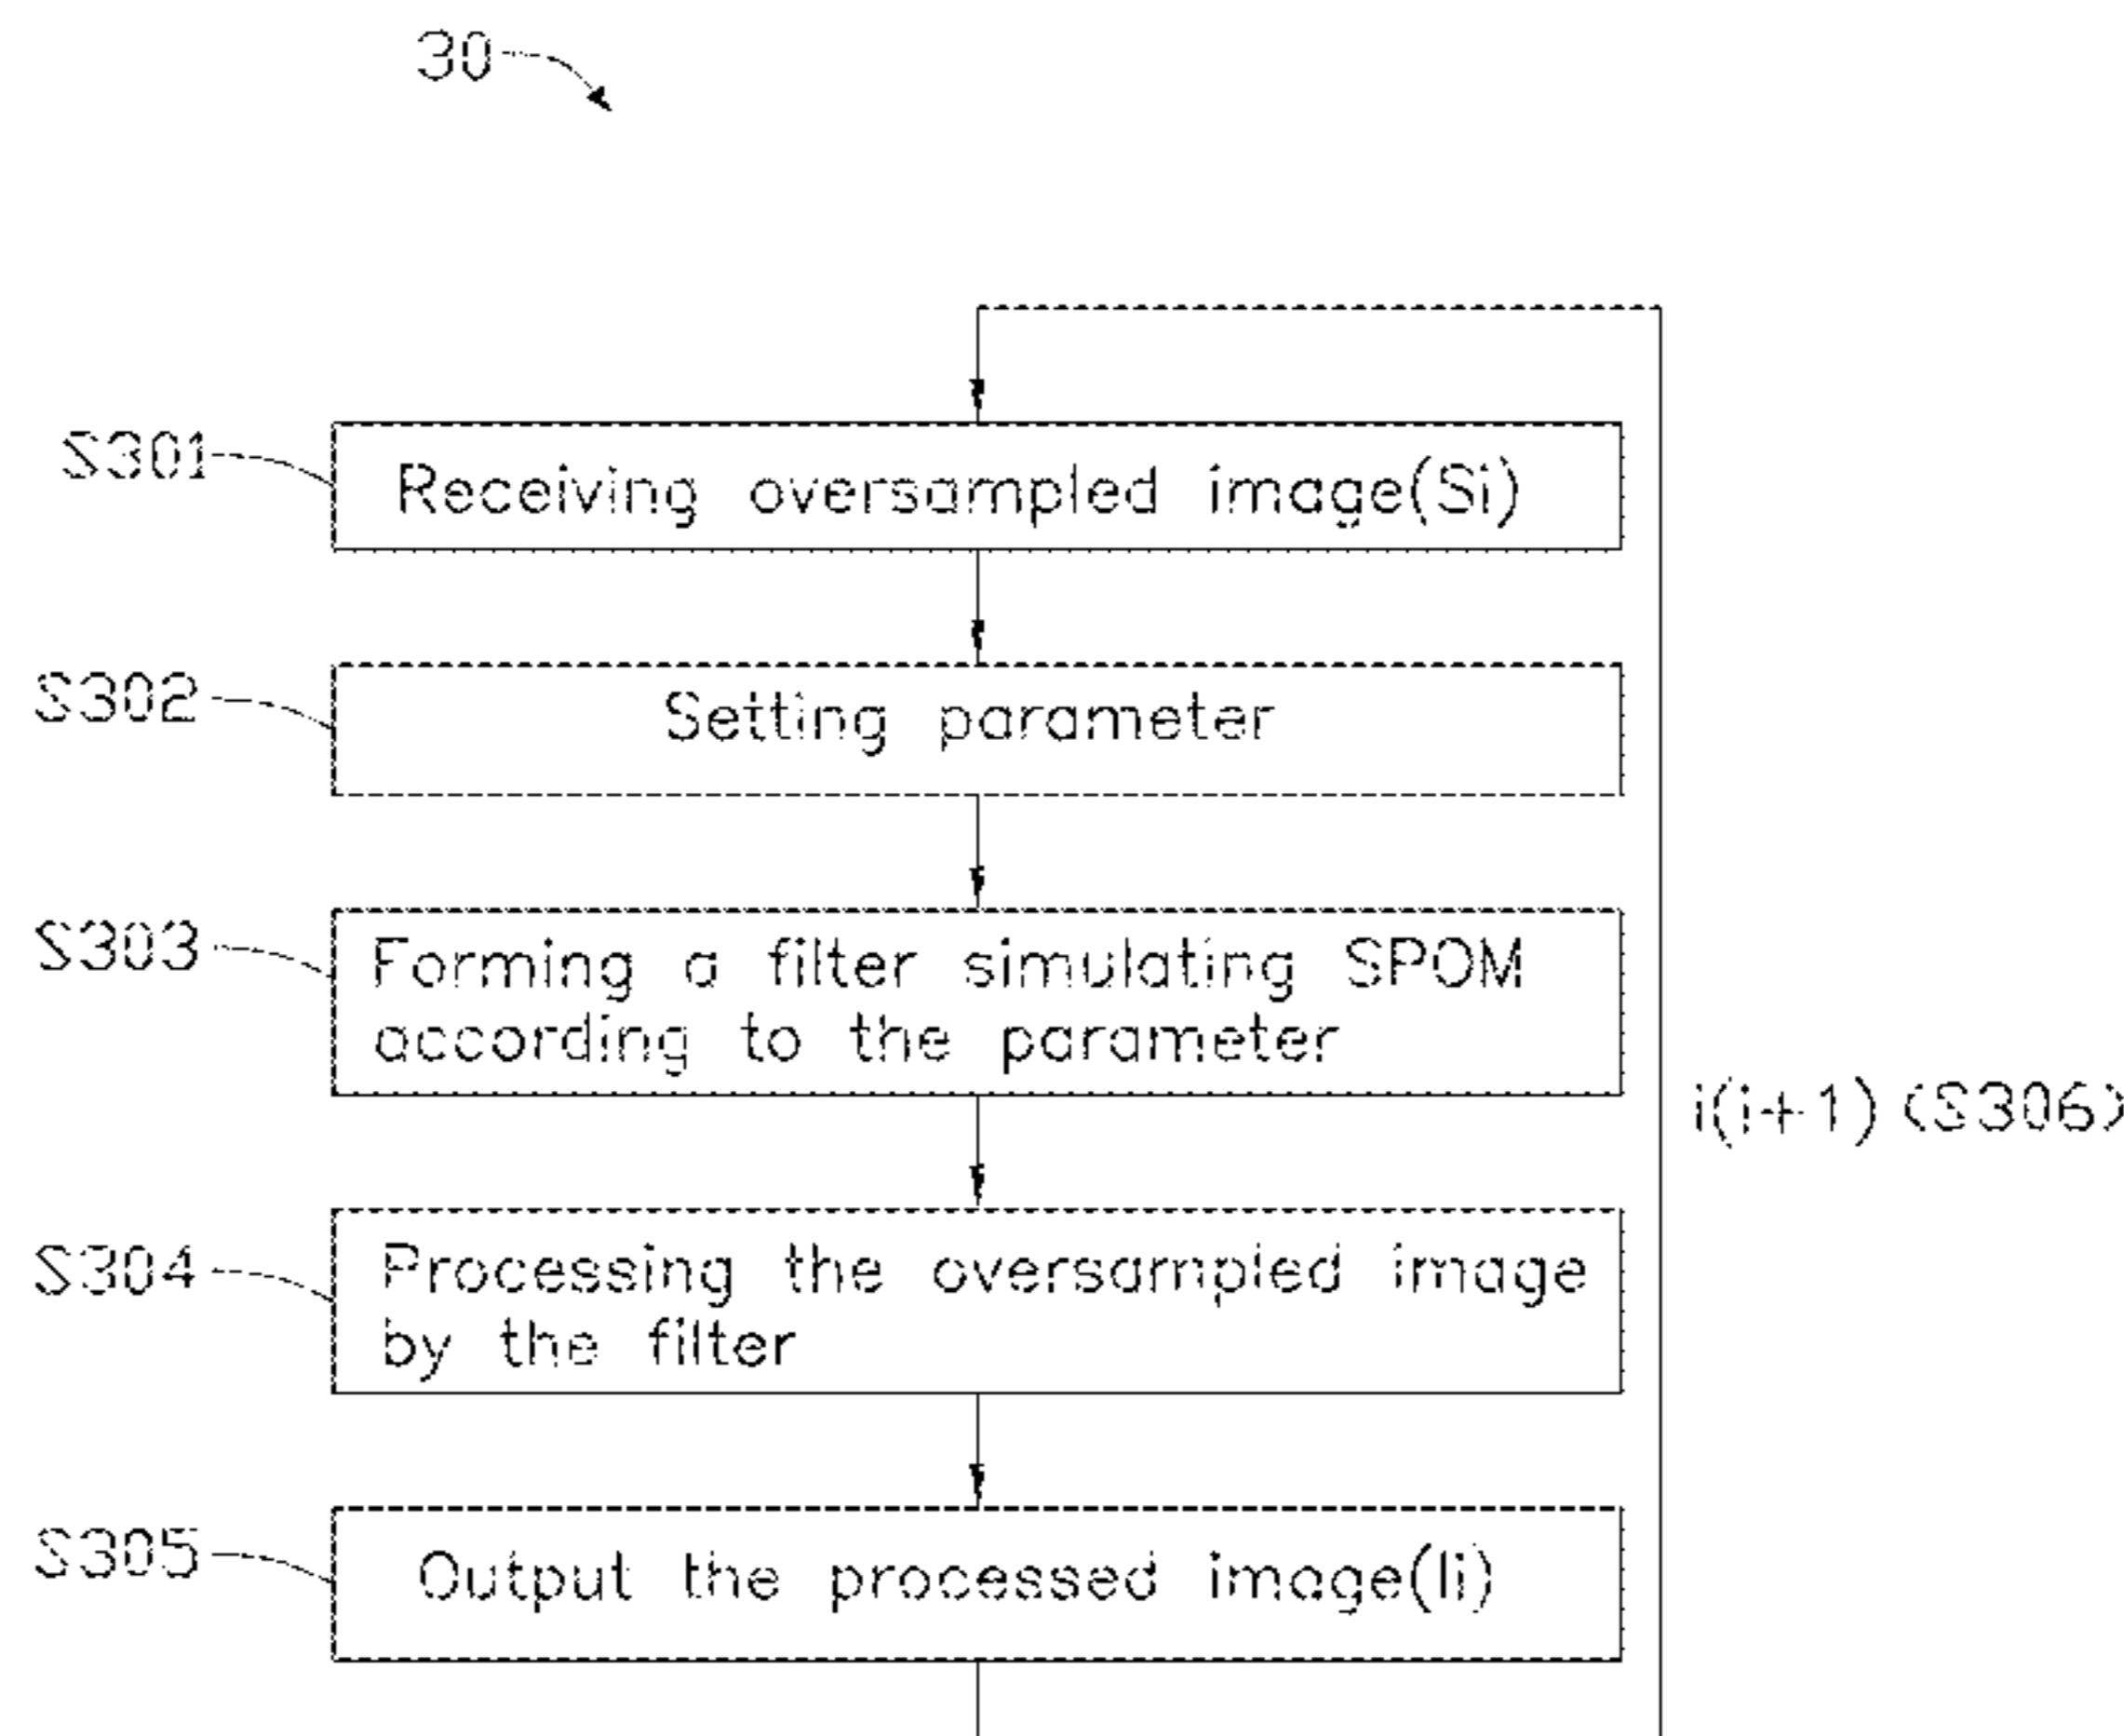 30
S301
Receiving oversampled image(Si)
S302
Setting parameter
S303
Forming a filter simulating SPOM
according to the parameter
i(i+1) (S306)
S304
Processing the oversampled image
by the filter
S305
Output the processed image(Ii)